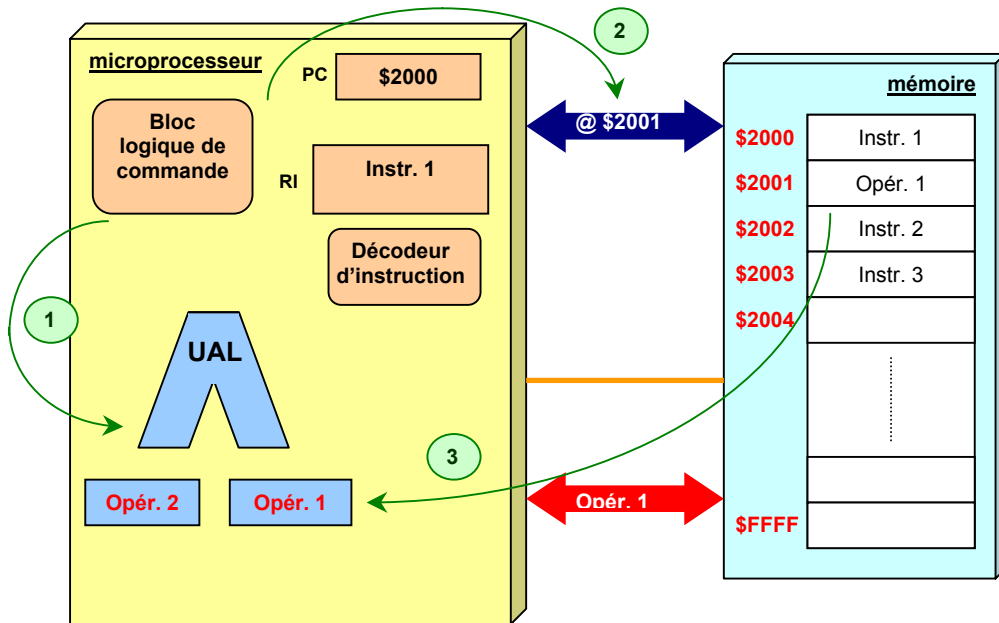 2
microprocesseur
PC
$2000
mémoire
Bloc
logique de
commande
@ $2001
$2000
Instr. 1
RI
Instr. 1
$2001
Opér. 1
$2002
Instr. 2
Décodeur
d’instruction
$2003
Instr. 3
1
$2004
UAL
3
Opér. 2
Opér. 1
Opér. 1
$FFFF